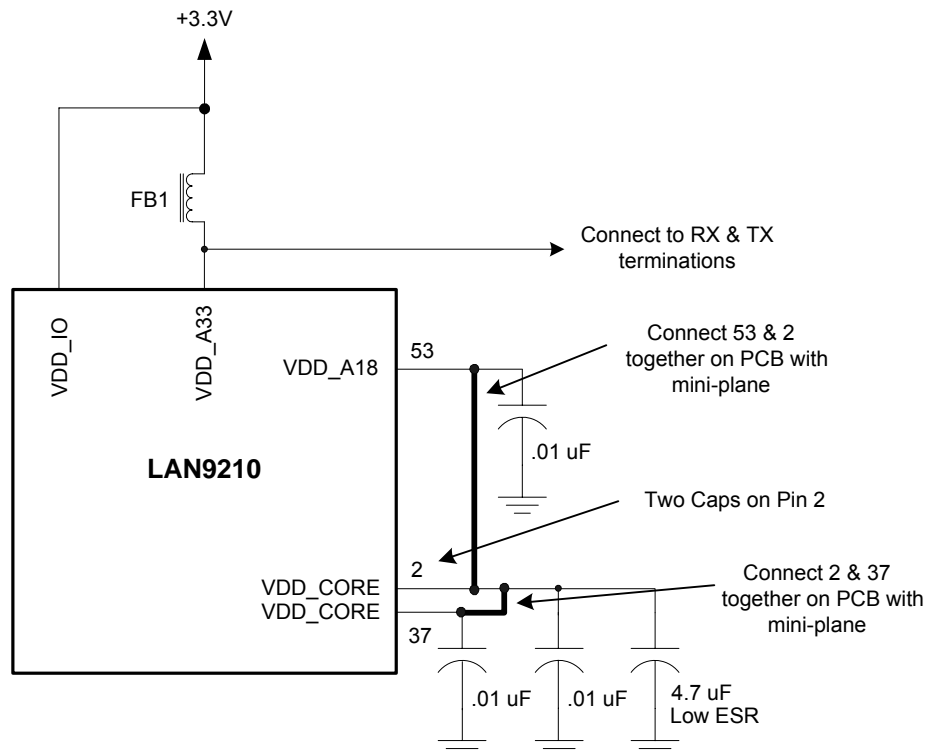 +3.3V
FB1
Connect to RX & TX
terminations
VDD_IO
VDD_A33
VDD_A18
53
Connect 53 & 2
together on PCB with
mini-plane
.01 uF
LAN9210
Two Caps on Pin 2
2
VDD_CORE
VDD_CORE
37
Connect 2 & 37
together on PCB with
mini-plane
.01 uF
.01 uF
4.7 uF
Low ESR